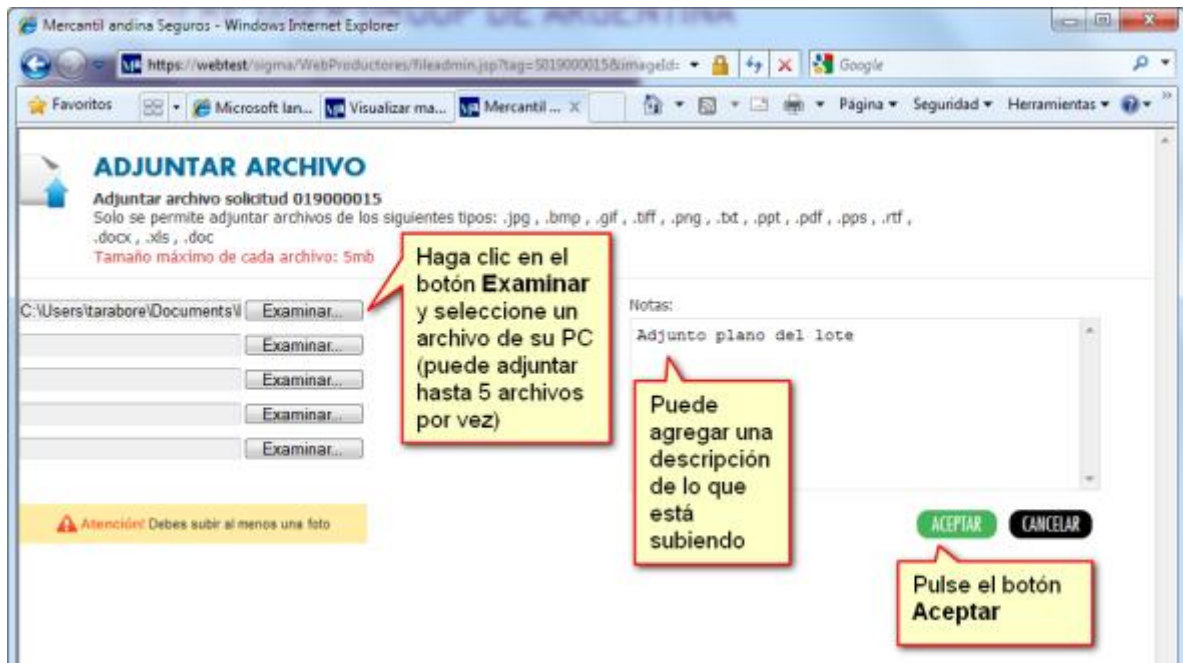 DE ARGENTINA
Mercantil andina Seguros - Windows Internet Explorer
https://webtest/sigma/WebProductores/fileadmin.jsp?tag=S019000015&imageId=
Google
Favoritos
Microsoft lan...
Visualizar ma...
Mercantil ...
Página
Seguridad
Herramientas
ADJUNTAR ARCHIVO
Adjuntar archivo solicitud 019000015
Solo se permite adjuntar archivos de los siguientes tipos: .jpg , .bmp , .gif , .tiff , .png , .txt , .ppt , .pdf , .pps , .rtf ,
.docx , .xls , .doc
Tamaño máximo de cada archivo: 5mb
Haga clic en el
botón Examinar
y seleccione un
archivo de su PC
(puede adjuntar
hasta 5 archivos
por vez)
C:\Users\tarabore\Documents\
Examinar...
Examinar...
Examinar...
Examinar...
Examinar...
Notas:
Adjunto plano del lote
Puede
agregar una
descripción
de lo que
está
subiendo
Atención! Debes subir al menos una foto
ACEPTAR
CANCELAR
Pulse el botón
Aceptar